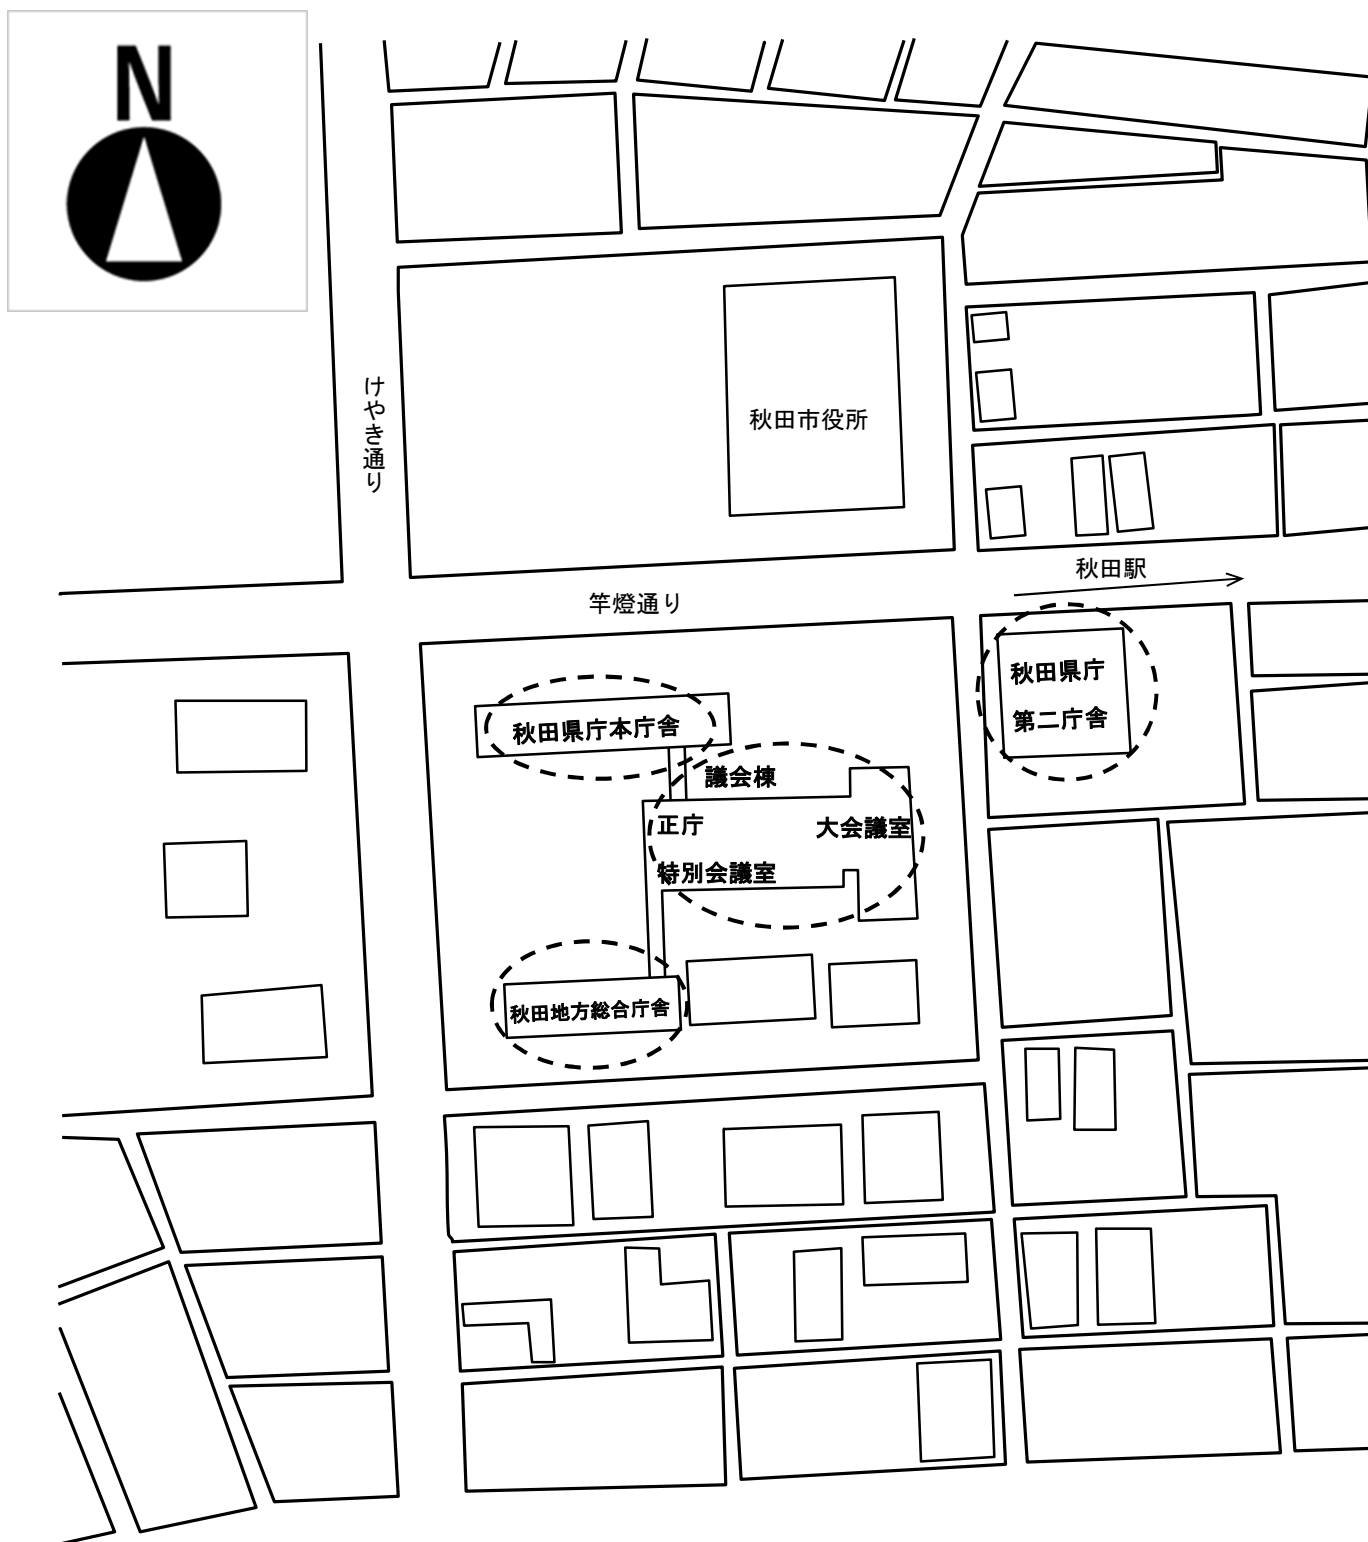 N
けやき通り
秋田市役所
秋田駅
竿燈通り
秋田県庁
第二庁舎
秋田県庁本庁舎
議会棟
正庁
大会議室
特別会議室
秋田地方総合庁舎